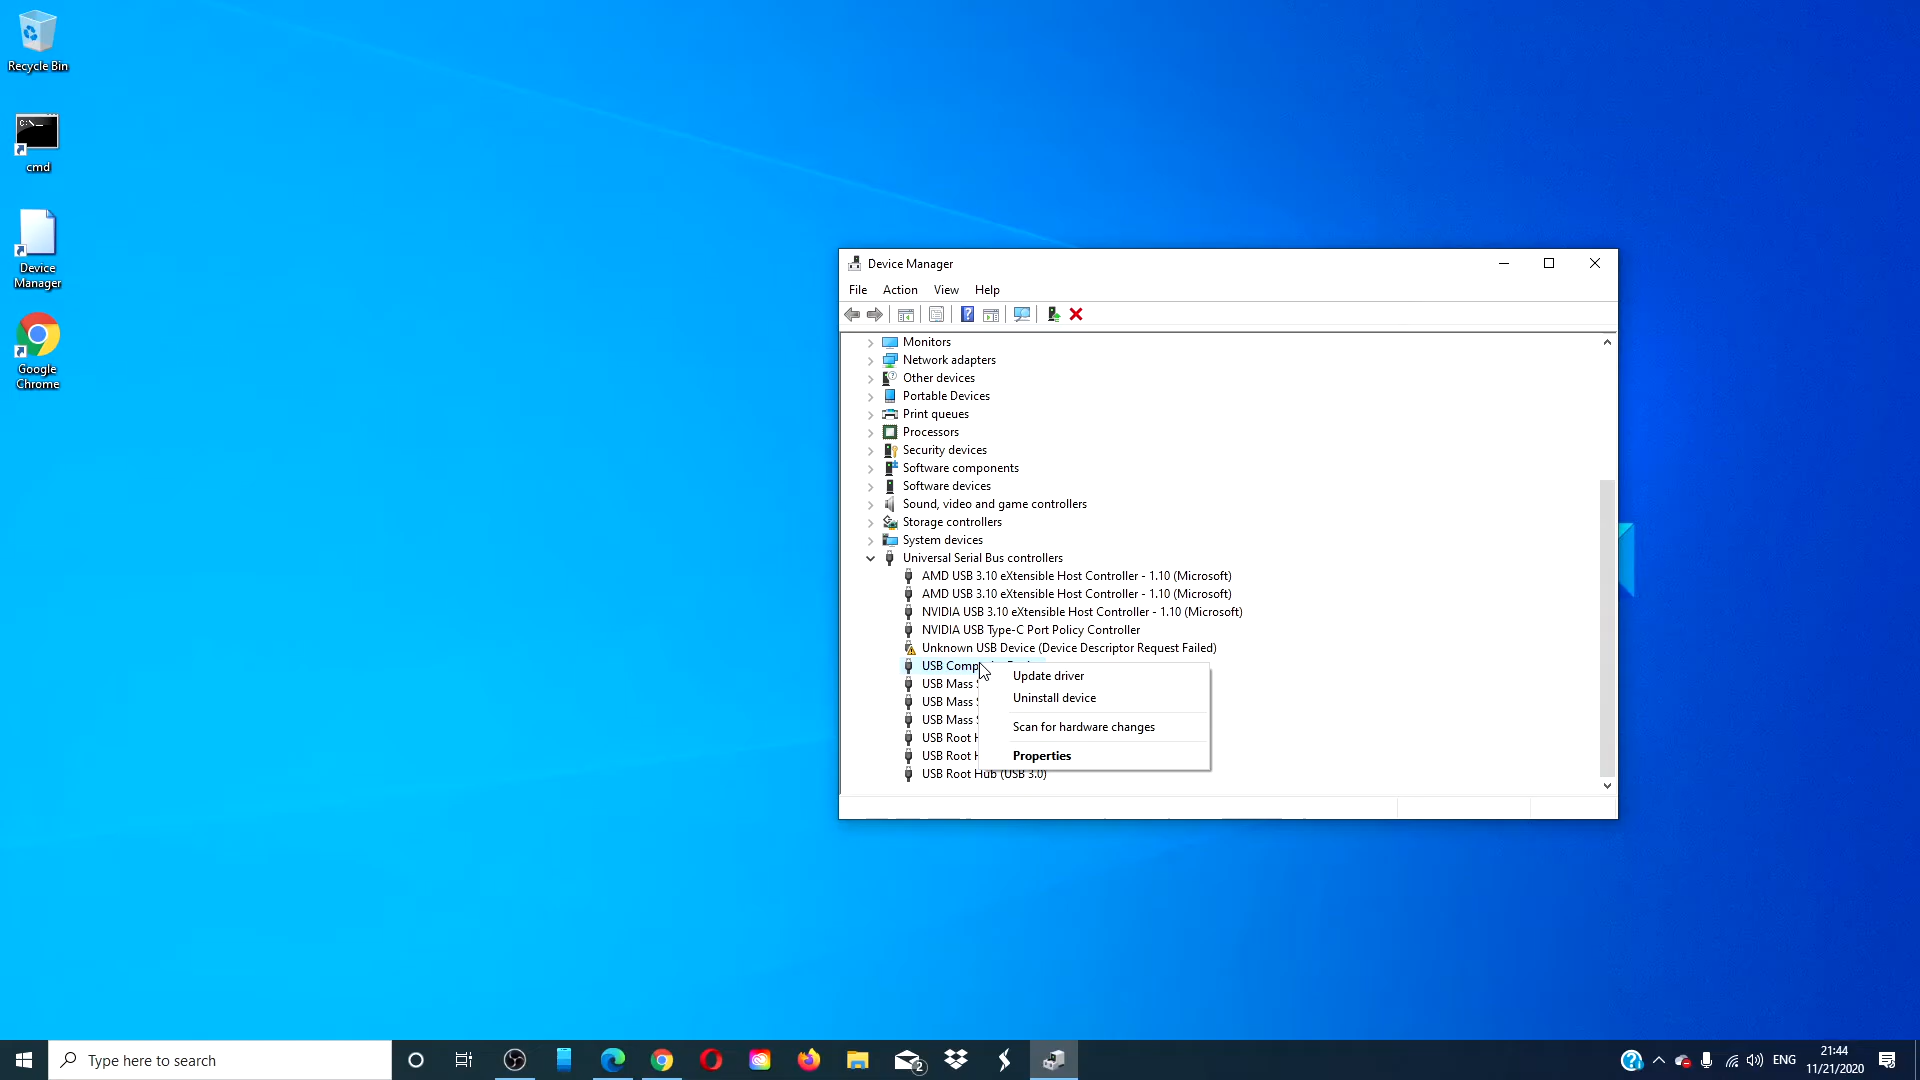 Recycle Bin
C:\_
cmd
Device
Manager
Google
Chrome
Device Manager
File Action View Help
Monitors
Network adapters
Other devices
Portable Devices
Print queues
Processors
Security devices
Software components
Software devices
Sound, video and game controllers
Storage controllers
System devices
Universal Serial Bus controllers
AMD USB 3.10 eXtensible Host Controller - 1.10 (Microsoft)
AMD USB 3.10 eXtensible Host Controller - 1.10 (Microsoft)
NVIDIA USB 3.10 eXtensible Host Controller - 1.10 (Microsoft)
NVIDIA USB Type-C Port Policy Controller
Unknown USB Device (Device Descriptor Request Failed)
USB Comp
USB Mass
USB Mass
USB Mass
USB Root
USB Root
USB Root Hub (USB 3.0)
Update driver
Uninstall device
Scan for hardware changes
Properties
Type here to search
2
ENG
21:44
11/21/2020